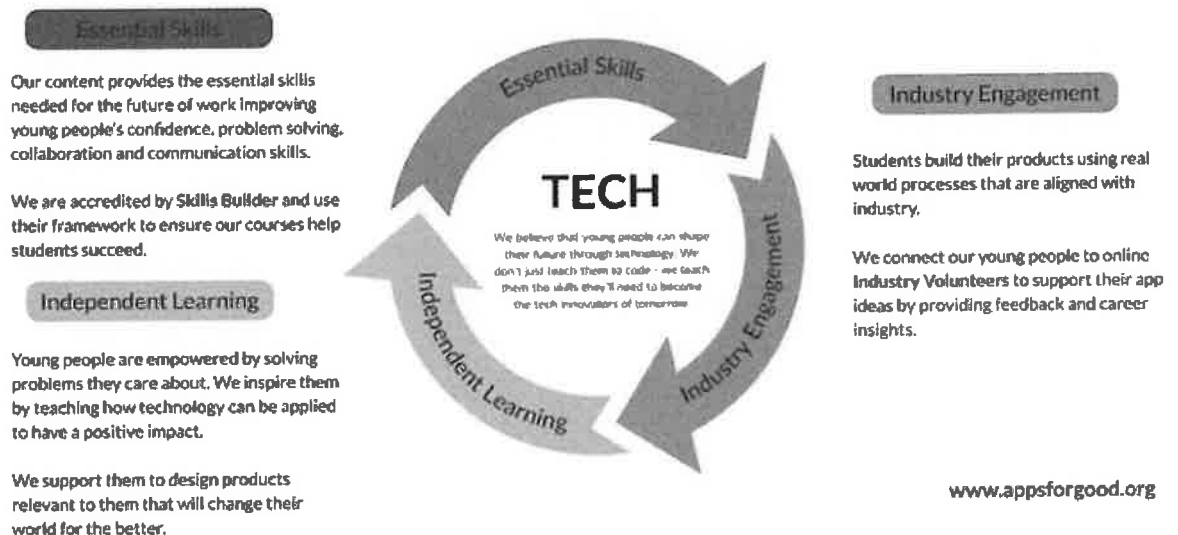 Essential Skills
Our content provides the essential skills
needed for the future of work improving
young people's confidence, problem solving,
collaboration and communication skills.
We are accredited by Skills Builder and use
their framework to ensure our courses help
students succeed.
Independent Learning
Young people are empowered by solving
problems they care about. We inspire them
by teaching how technology can be applied
to have a positive impact.
We support them to design products
relevant to them that will change their
world for the better.
Essential Skills
Industry Engagement
Independent Learning
TECH
We believe that young people can shape
their future through technology. We
don't just teach them to code - we teach
them the skills they'll need to become
the tech innovators of tomorrow
Industry Engagement
Students build their products using real
world processes that are aligned with
industry.
We connect our young people to online
Industry Volunteers to support their app
ideas by providing feedback and career
insights.
www.appsforgood.org